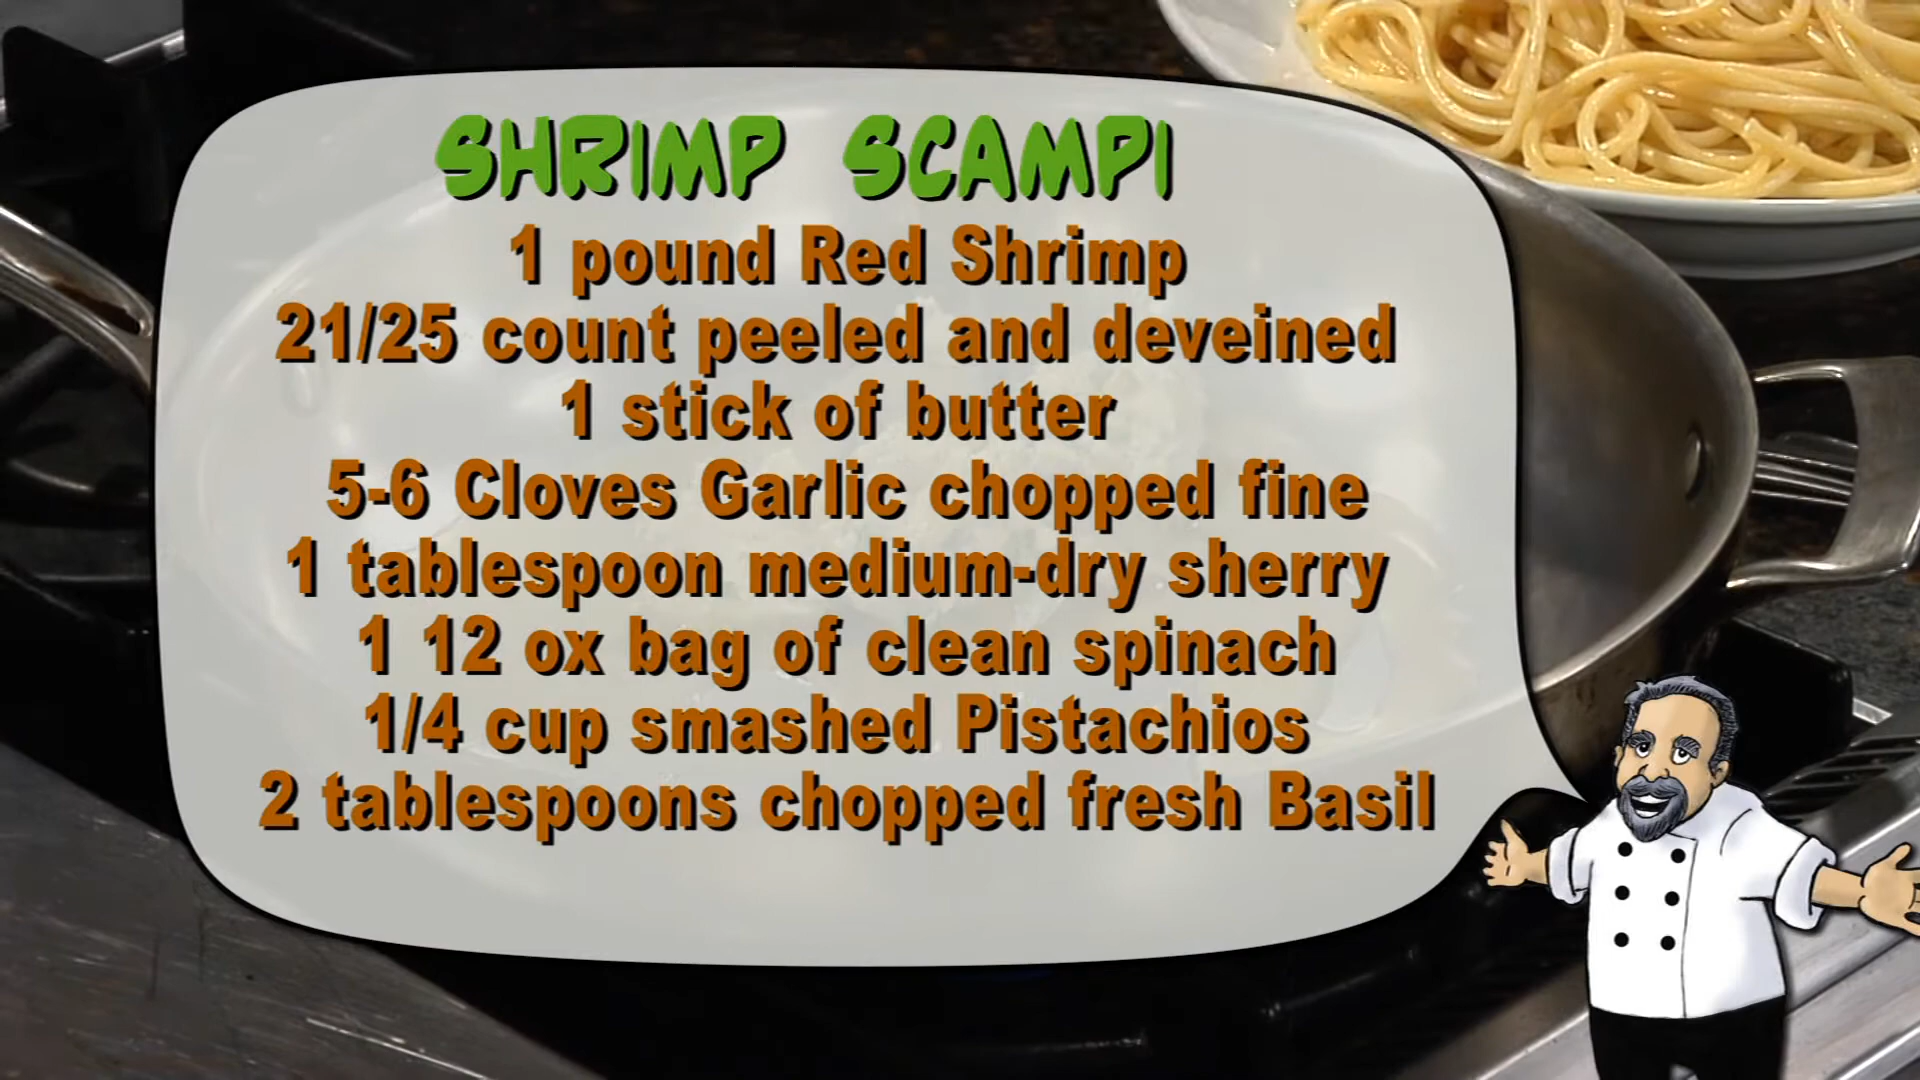 SHRIMP SCAMPI
1 pound Red Shrimp
21/25 count peeled and deveined
1 stick of butter
5-6 Cloves Garlic chopped fine
1 tablespoon medium-dry sherry
1 12 ox bag of clean spinach
1/4 cup smashed Pistachios
2 tablespoons chopped fresh Basil